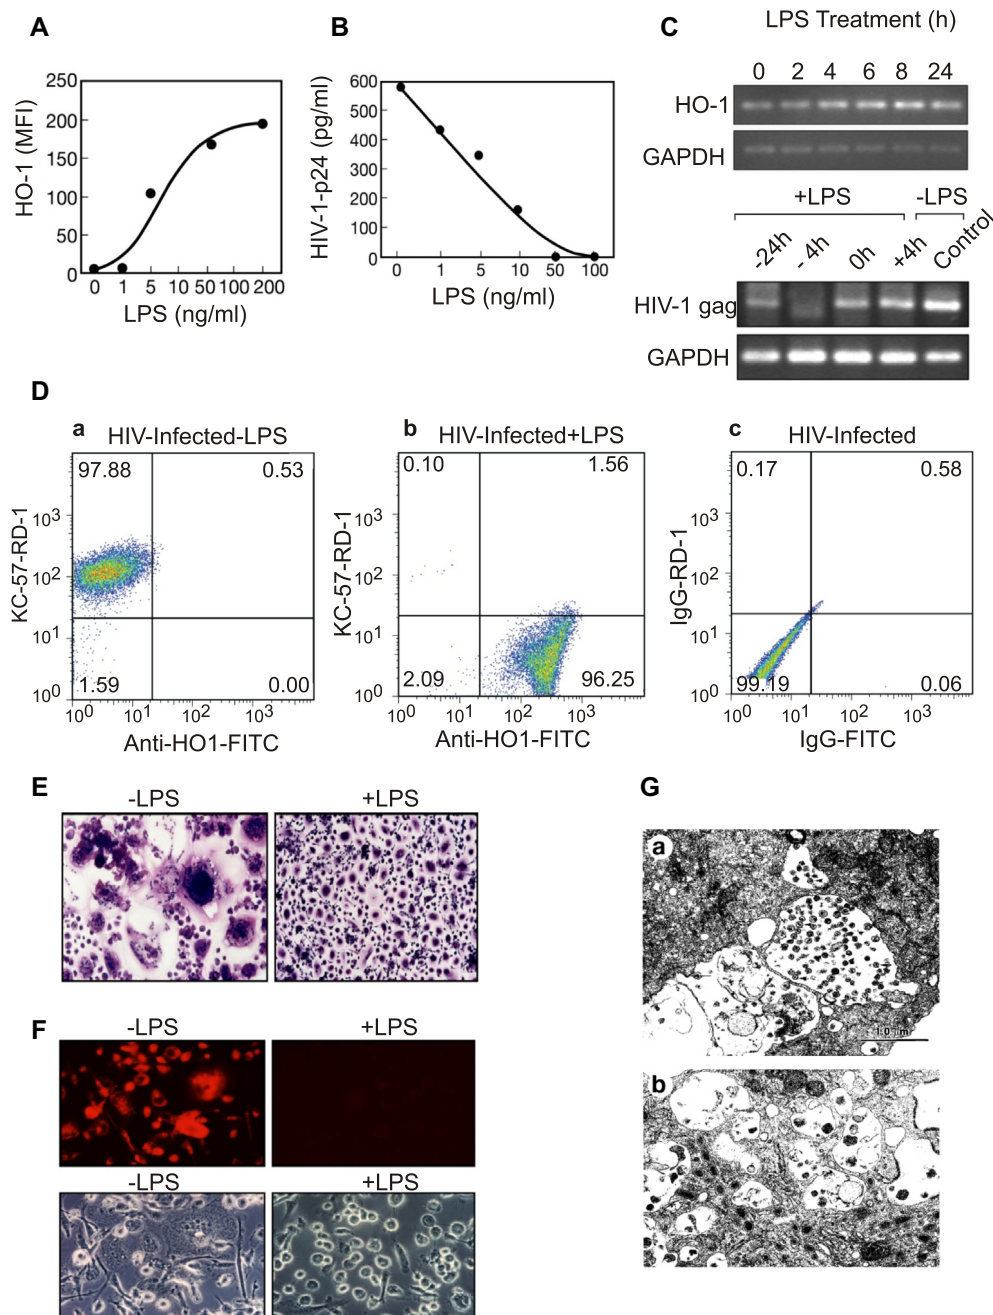 A
B
C
LPS Treatment (h)
0 2 4 6 8 24
HO-1
GAPDH
+LPS
-LPS
-24h - 4h 0h +4h Control
HIV-1 gag
GAPDH
HO-1 (MFI)
250
200
150
100
50
0
0 1 5 10 50 100 200
LPS (ng/ml)
HIV-1-p24 (pg/ml)
600
500
400
300
200
100
0
0 1 5 10 50 100
LPS (ng/ml)
D
a
HIV-Infected-LPS
97.88 0.53
1.59 0.00
KC-57-RD-1
10³
10²
10¹
10⁰
10⁰ 10¹ 10² 10³
Anti-HO1-FITC
b
HIV-Infected+LPS
0.10 1.56
2.09 96.25
KC-57-RD-1
10³
10²
10¹
10⁰
10⁰ 10¹ 10² 10³
Anti-HO1-FITC
c
HIV-Infected
0.17 0.58
99.19 0.06
IgG-RD-1
10³
10²
10¹
10⁰
10⁰ 10¹ 10² 10³
IgG-FITC
E
-LPS +LPS
F
-LPS +LPS
-LPS +LPS
G
a
b